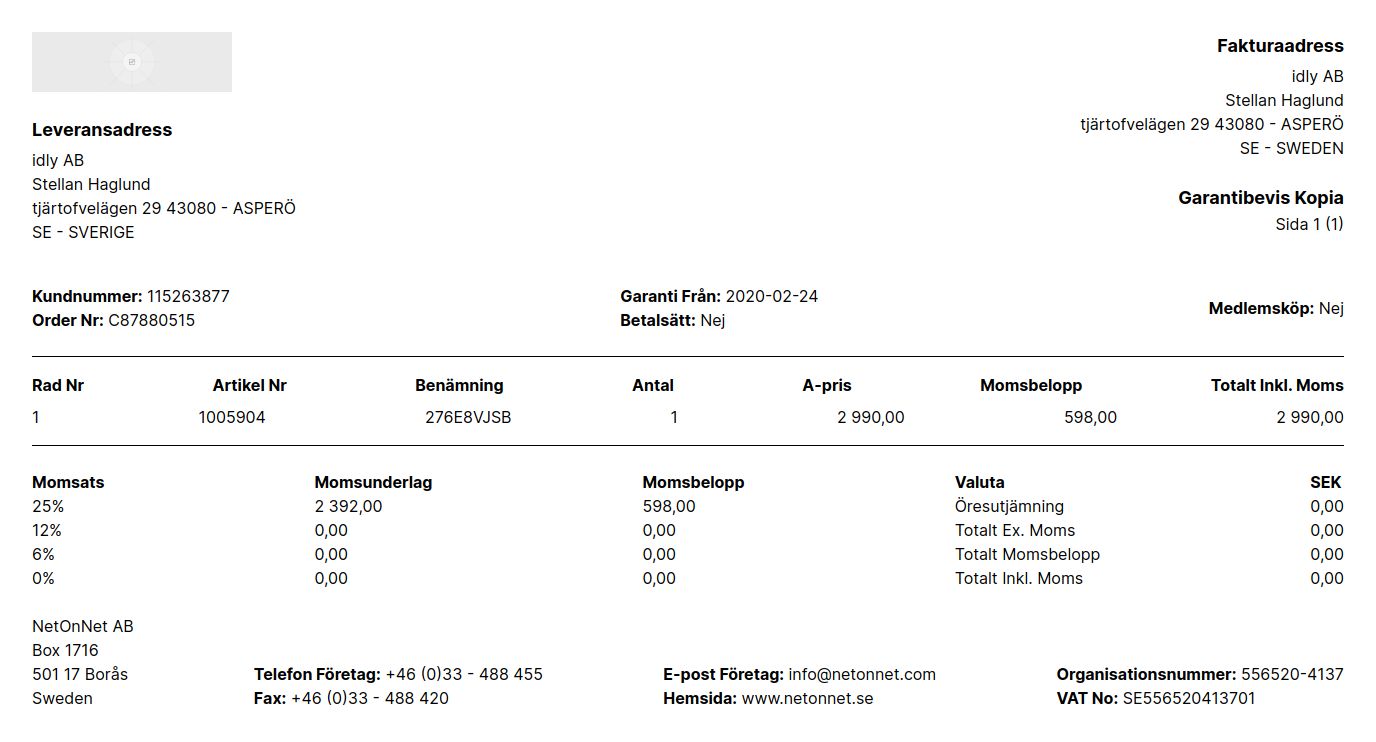 Fakturaadress
idly AB
Stellan Haglund
tjärtofvelägen 29 43080 - ASPERÖ
SE - SWEDEN
Leveransadress
idly AB
Stellan Haglund
tjärtofvelägen 29 43080 - ASPERÖ
SE - SVERIGE
Garantibevis Kopia
Sida 1 (1)
Kundnummer: 115263877
Order Nr: C87880515
Garanti Från: 2020-02-24
Betalsätt: Nej
Medlemsköp: Nej
Rad Nr Artikel Nr Benämning Antal A-pris Momsbelopp Totalt Inkl. Moms
1 1005904 276E8VJSB 1 2 990,00 598,00 2 990,00
Momsats Momsunderlag Momsbelopp Valuta SEK
25% 2 392,00 598,00 Öresutjämning 0,00
12% 0,00 0,00 Totalt Ex. Moms 0,00
6% 0,00 0,00 Totalt Momsbelopp 0,00
0% 0,00 0,00 Totalt Inkl. Moms 0,00
NetOnNet AB
Box 1716
501 17 Borås
Sweden
Telefon Företag: +46 (0)33 - 488 455
Fax: +46 (0)33 - 488 420
E-post Företag: info@netonnet.com
Hemsida: www.netonnet.se
Organisationsnummer: 556520-4137
VAT No: SE556520413701